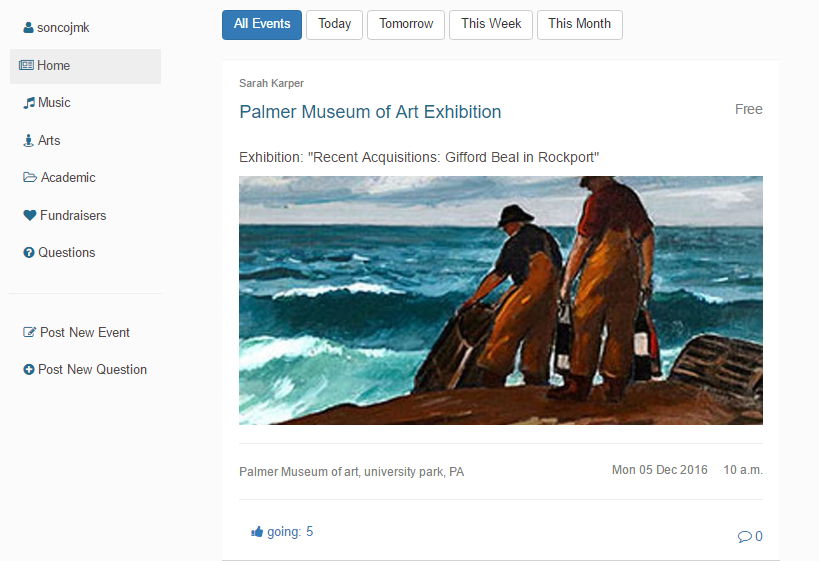 soncojmk
Home
Music
Arts
Academic
Fundraisers
Questions
Post New Event
Post New Question
All Events
Today
Tomorrow
This Week
This Month
Sarah Karper
Palmer Museum of Art Exhibition
Free
Exhibition: "Recent Acquisitions: Gifford Beal in Rockport"
Palmer Museum of art, university park, PA
Mon 05 Dec 2016 10 a.m.
going: 5
0